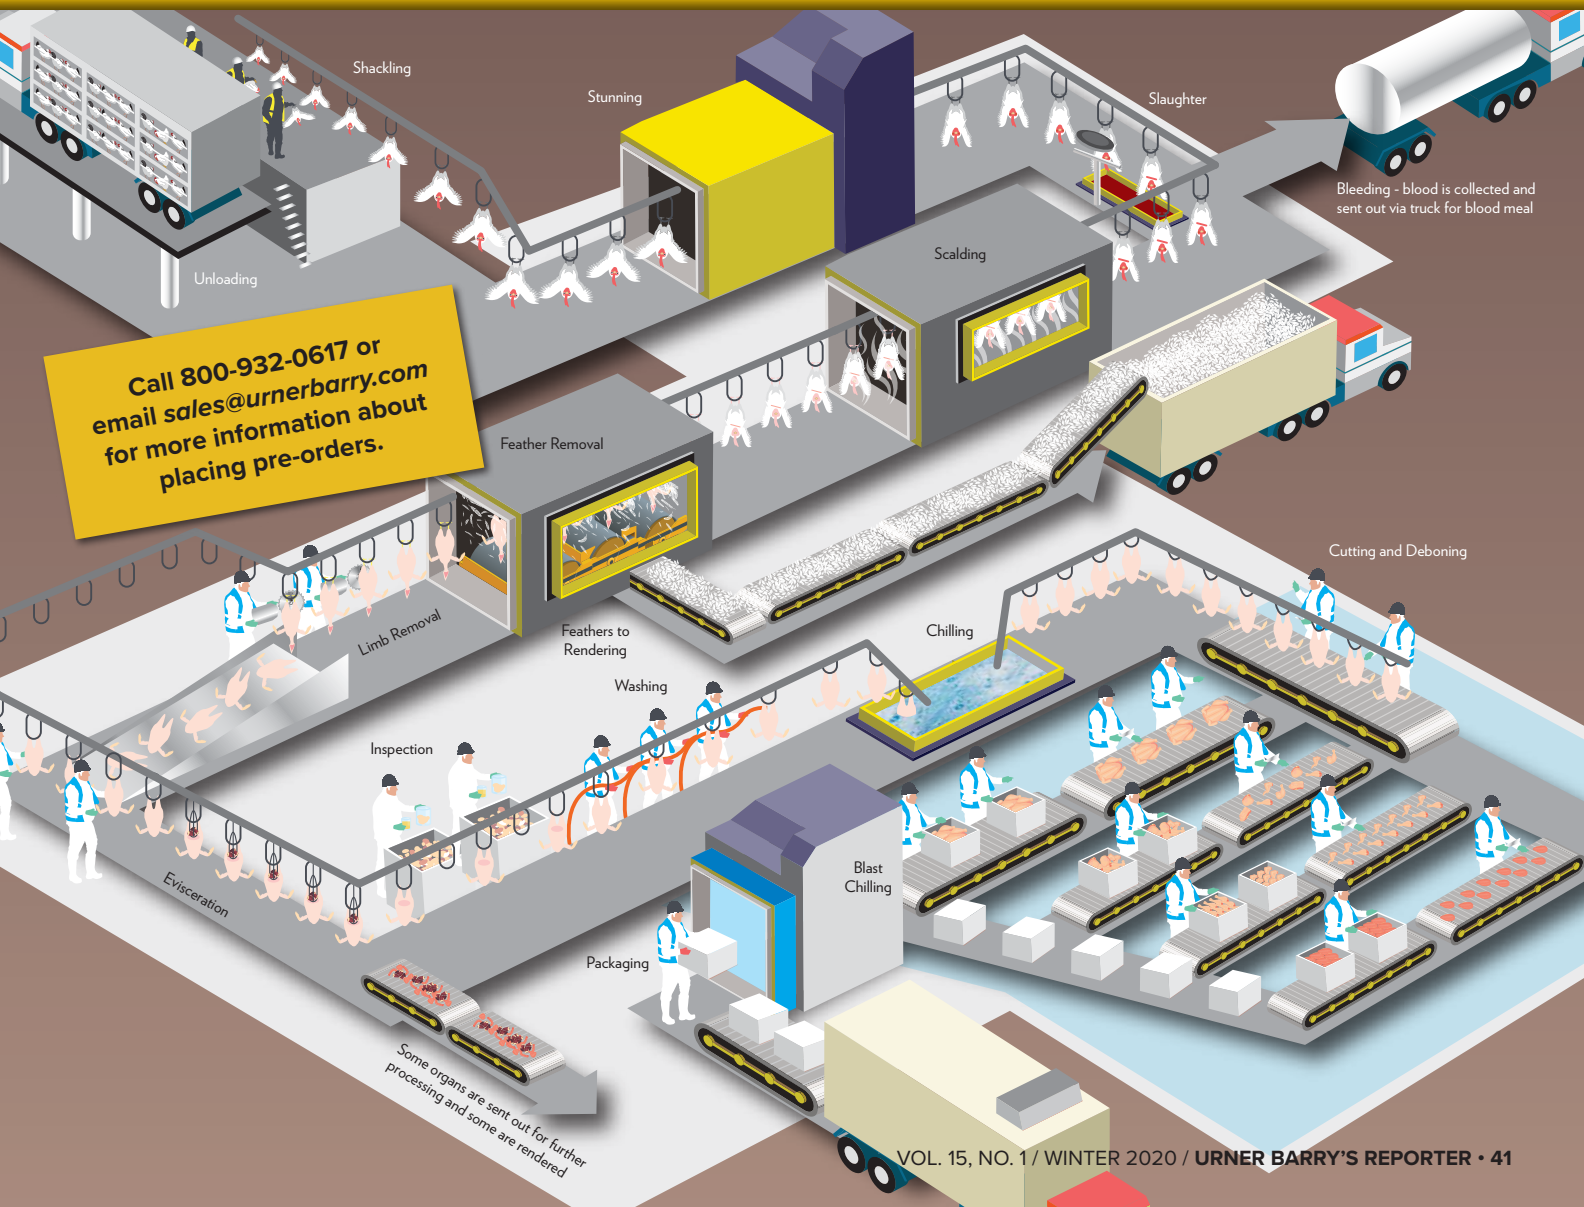 Shackling
Stunning
Slaughter
Bleeding - blood is collected and
sent out via truck for blood meal
Unloading
Scalding
Call 800-932-0617 or
email sales@urnerbarry.com
for more information about
placing pre-orders.
Feather Removal
Cutting and Deboning
Limb Removal
Feathers to
Rendering
Chilling
Washing
Inspection
Evisceration
Blast
Chilling
Packaging
Some organs are sent out for further
processing and some are rendered
VOL. 15, NO. 1 / WINTER 2020 / URNER BARRY'S REPORTER • 41